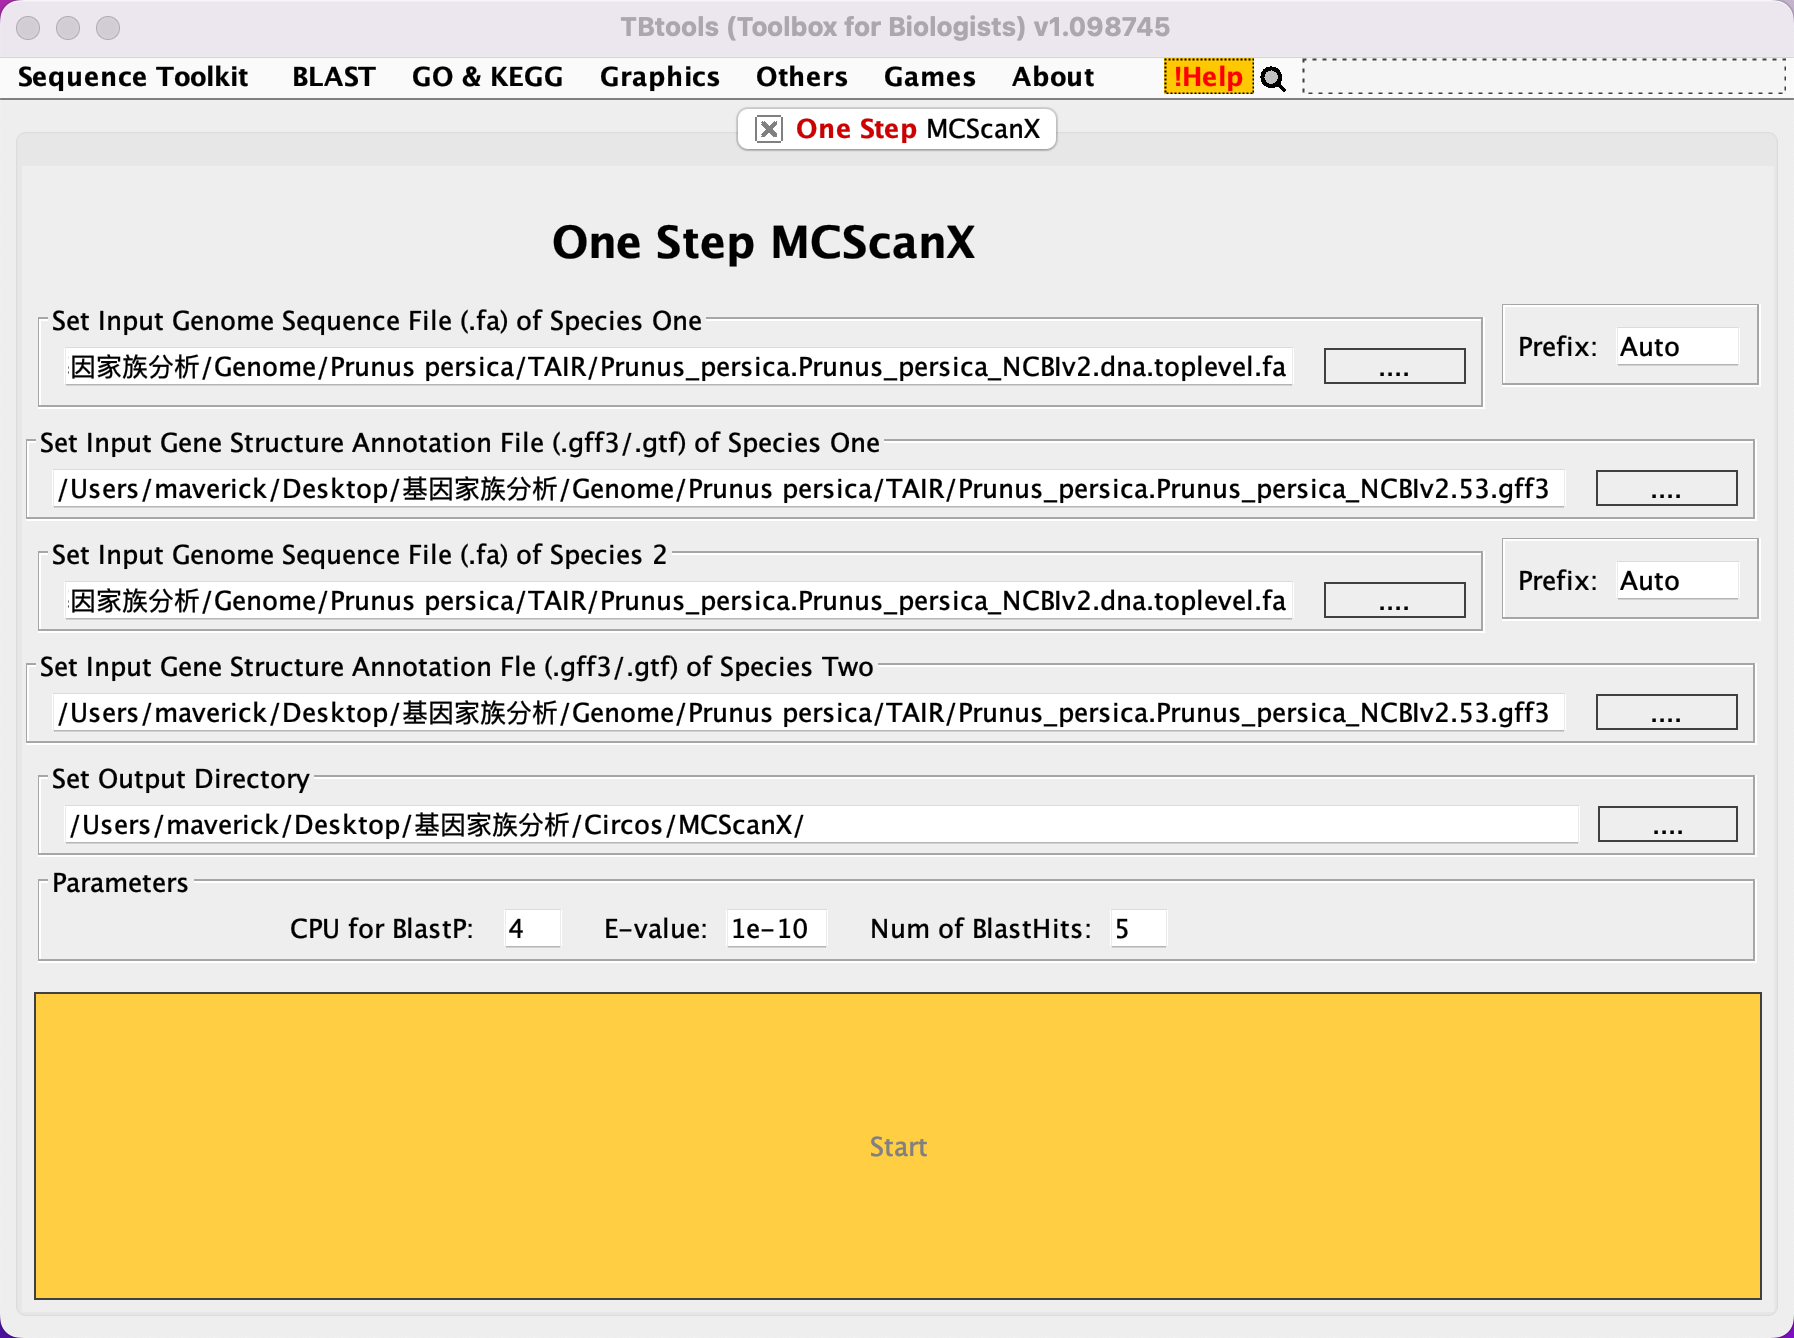 TBtools (Toolbox for Biologists) v1.098745
Sequence Toolkit BLAST GO & KEGG Graphics Others Games About !Help
One Step MCScanX
One Step MCScanX
Set Input Genome Sequence File (.fa) of Species One
因家族分析/Genome/Prunus persica/TAIR/Prunus_persica.Prunus_persica_NCBIv2.dna.toplevel.fa .... Prefix: Auto
Set Input Gene Structure Annotation File (.gff3/.gtf) of Species One
/Users/maverick/Desktop/基因家族分析/Genome/Prunus persica/TAIR/Prunus_persica.Prunus_persica_NCBIv2.53.gff3 ....
Set Input Genome Sequence File (.fa) of Species 2
因家族分析/Genome/Prunus persica/TAIR/Prunus_persica.Prunus_persica_NCBIv2.dna.toplevel.fa .... Prefix: Auto
Set Input Gene Structure Annotation Fle (.gff3/.gtf) of Species Two
/Users/maverick/Desktop/基因家族分析/Genome/Prunus persica/TAIR/Prunus_persica.Prunus_persica_NCBIv2.53.gff3 ....
Set Output Directory
/Users/maverick/Desktop/基因家族分析/Circos/MCScanX/ ....
Parameters
CPU for BlastP: 4 E-value: 1e-10 Num of BlastHits: 5
Start